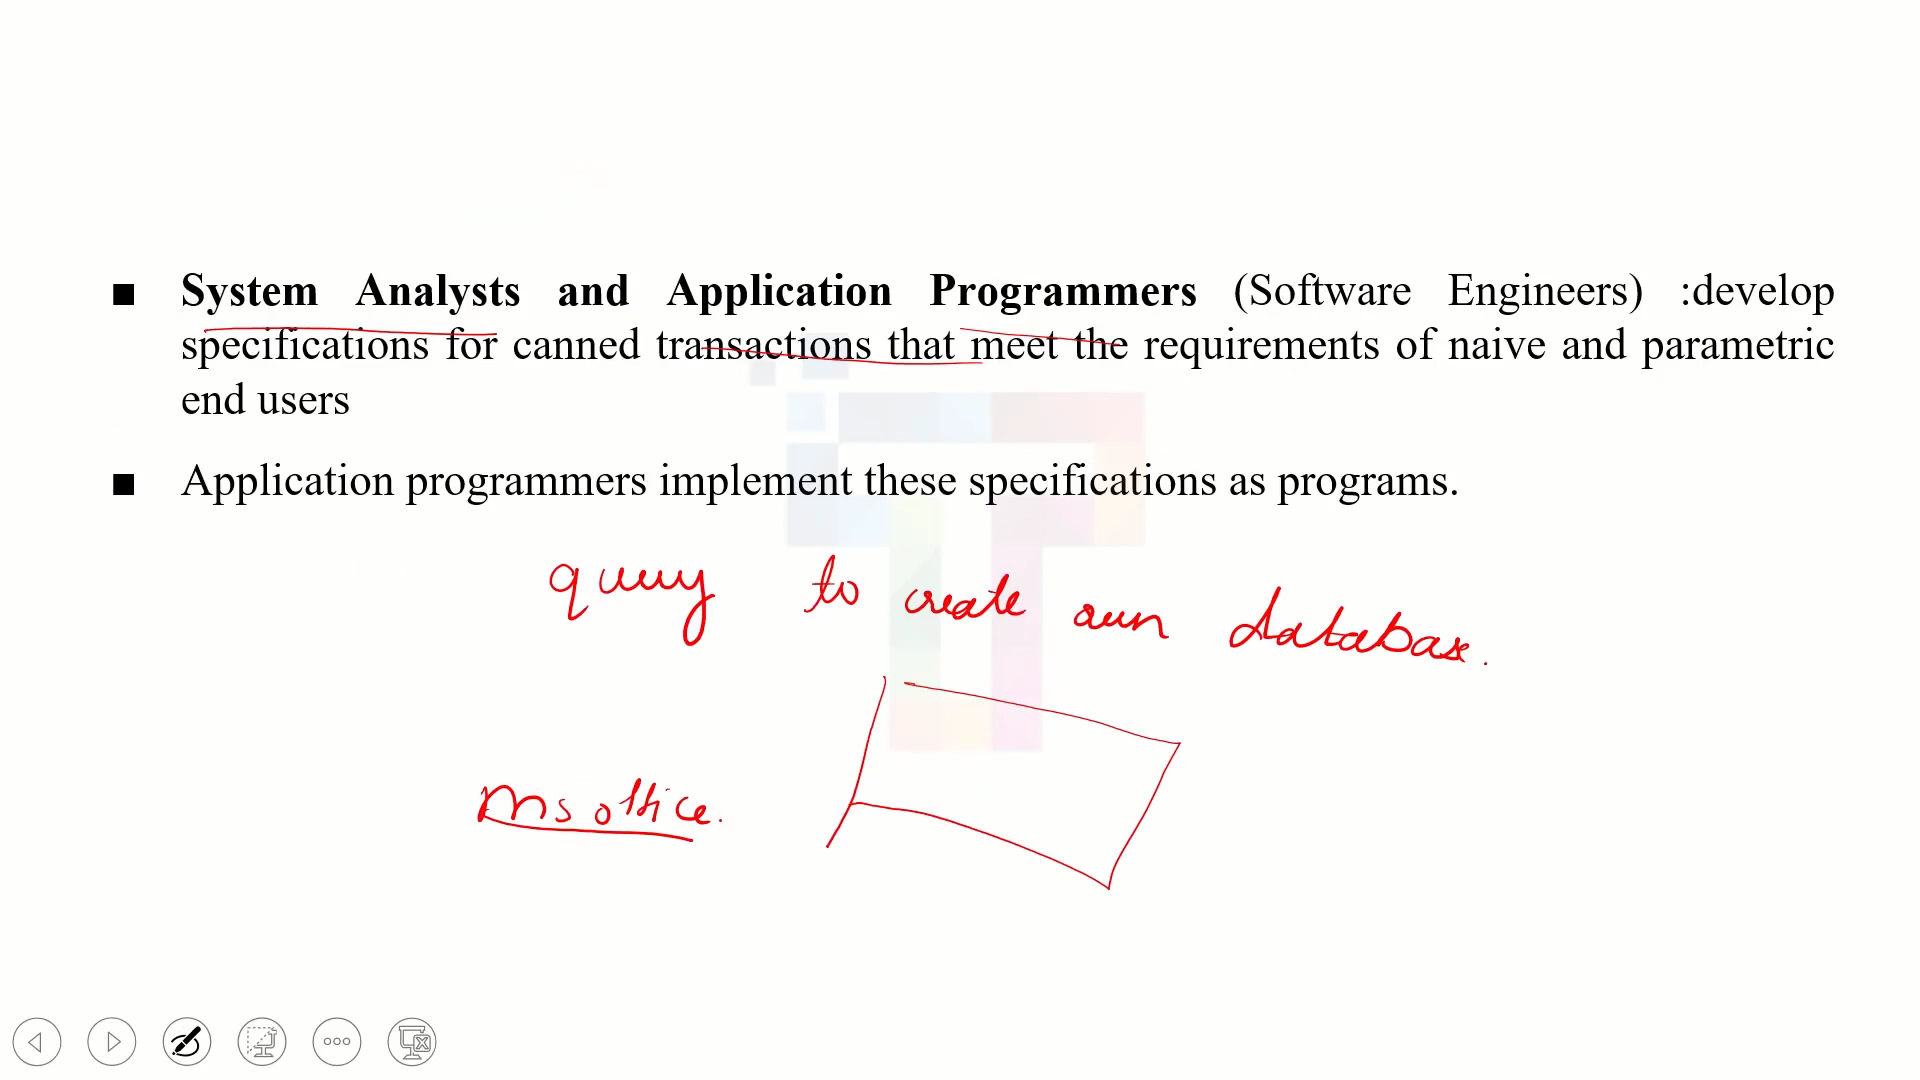 ■ System Analysts and Application Programmers (Software Engineers) :develop
specifications for canned transactions that meet the requirements of naive and parametric
end users
■ Application programmers implement these specifications as programs.
query to create own database.
Ms office.